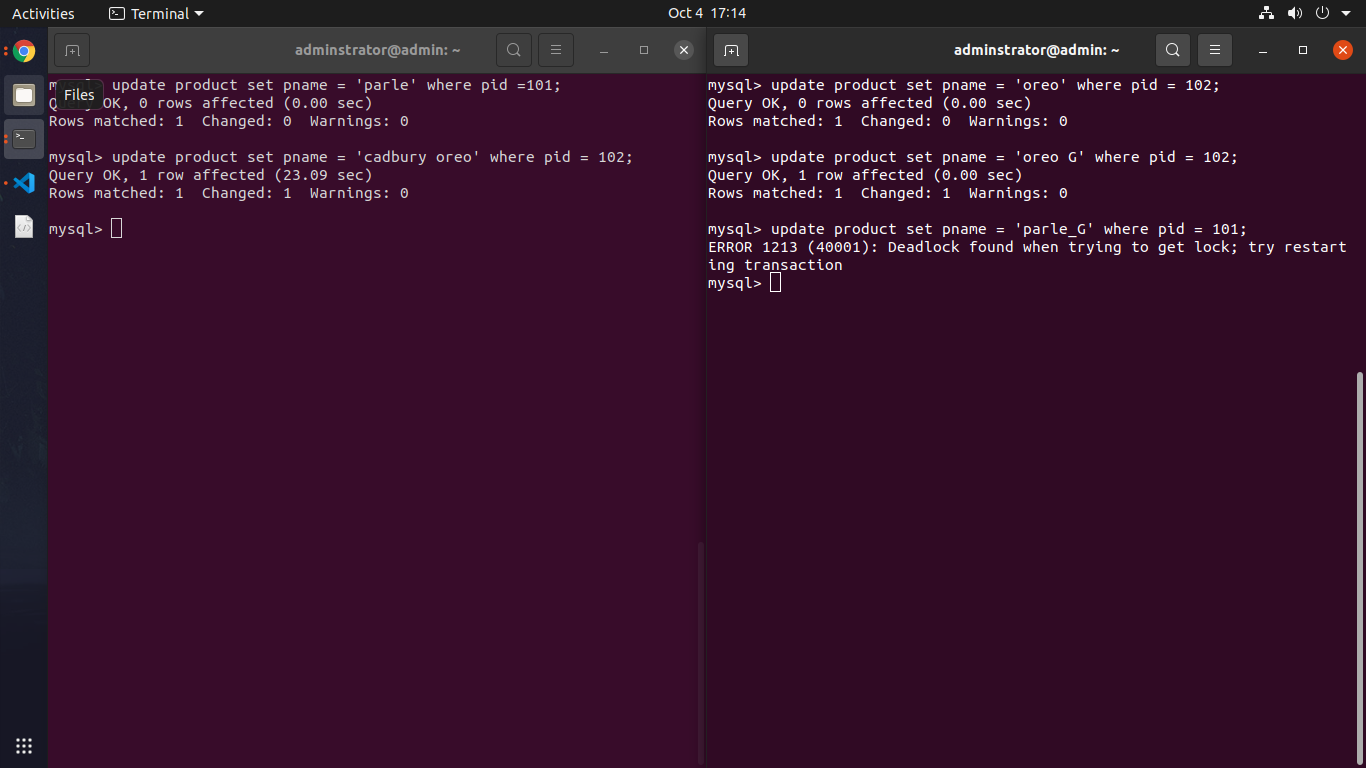 Activities
Terminal
Oct 4 17:14
adminstrator@admin: ~
Files
update product set pname = 'parle' where pid =101;
OK, 0 rows affected (0.00 sec)
Rows matched: 1  Changed: 0  Warnings: 0
mysql> update product set pname = 'cadbury oreo' where pid = 102;
Query OK, 1 row affected (23.09 sec)
Rows matched: 1  Changed: 1  Warnings: 0
mysql>
adminstrator@admin: ~
mysql> update product set pname = 'oreo' where pid = 102;
Query OK, 0 rows affected (0.00 sec)
Rows matched: 1  Changed: 0  Warnings: 0
mysql> update product set pname = 'oreo G' where pid = 102;
Query OK, 1 row affected (0.00 sec)
Rows matched: 1  Changed: 1  Warnings: 0
mysql> update product set pname = 'parle_G' where pid = 101;
ERROR 1213 (40001): Deadlock found when trying to get lock; try restart
ing transaction
mysql>